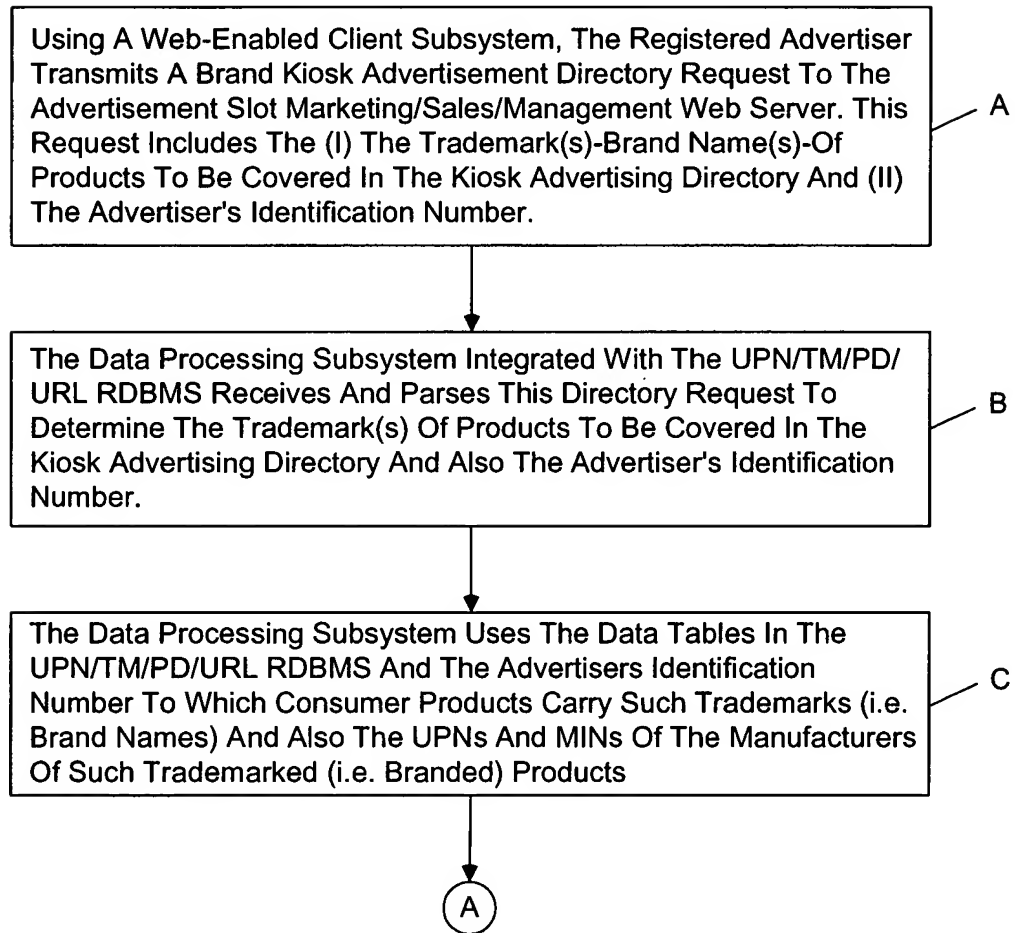 Using A Web-Enabled Client Subsystem, The Registered Advertiser
Transmits A Brand Kiosk Advertisement Directory Request To The
Advertisement Slot Marketing/Sales/Management Web Server. This
Request Includes The (I) The Trademark(s)-Brand Name(s)-Of
Products To Be Covered In The Kiosk Advertising Directory And (II)
The Advertiser's Identification Number.
A
The Data Processing Subsystem Integrated With The UPN/TM/PD/
URL RDBMS Receives And Parses This Directory Request To
Determine The Trademark(s) Of Products To Be Covered In The
Kiosk Advertising Directory And Also The Advertiser's Identification
Number.
B
The Data Processing Subsystem Uses The Data Tables In The
UPN/TM/PD/URL RDBMS And The Advertisers Identification
Number To Which Consumer Products Carry Such Trademarks (i.e.
Brand Names) And Also The UPNs And MINs Of The Manufacturers
Of Such Trademarked (i.e. Branded) Products
C
A